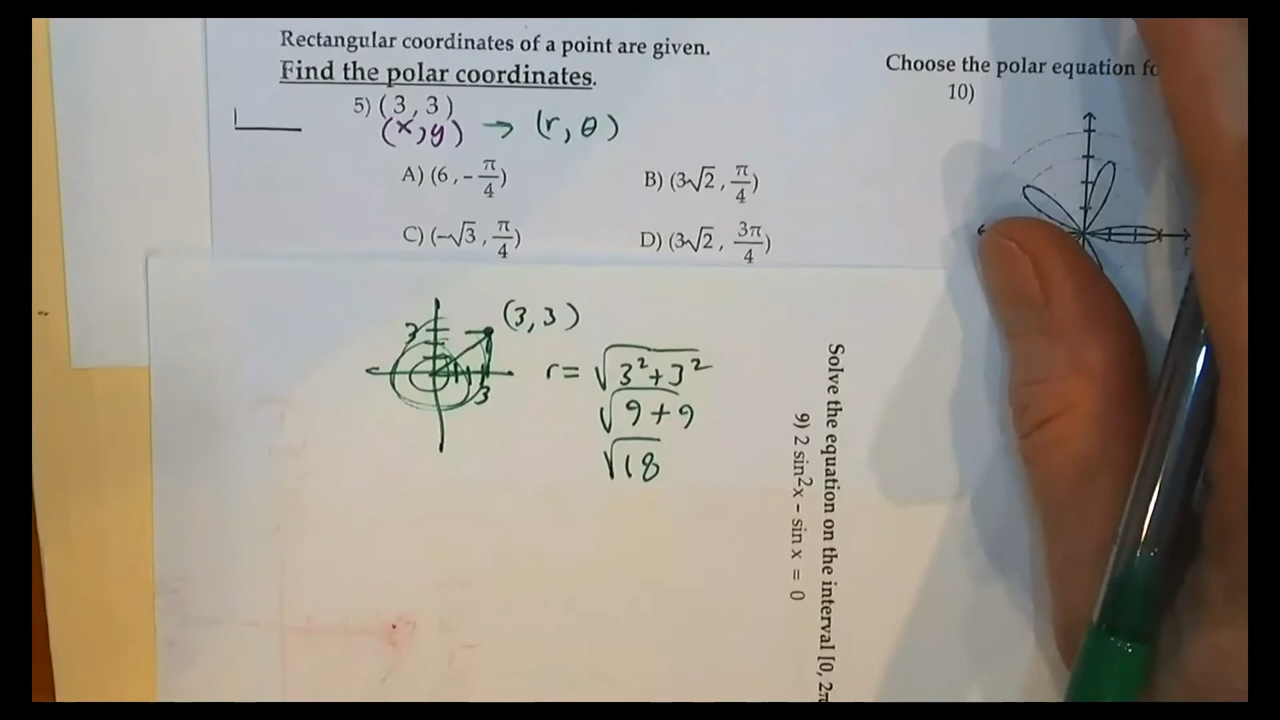 Rectangular coordinates of a point are given.
Find the polar coordinates.
5) (3, 3)
(x, y) → (r, θ)
A) (6, -π/4)
B) (3√2, π/4)
C) (-√3, π/4)
D) (3√2, 3π/4)
(3, 3)
3
3
r = √3²+3²
√9+9
√18
Choose the polar equation
10)
Solve the equation on the interval [0, 2π
9) 2 sin²x - sin x = 0